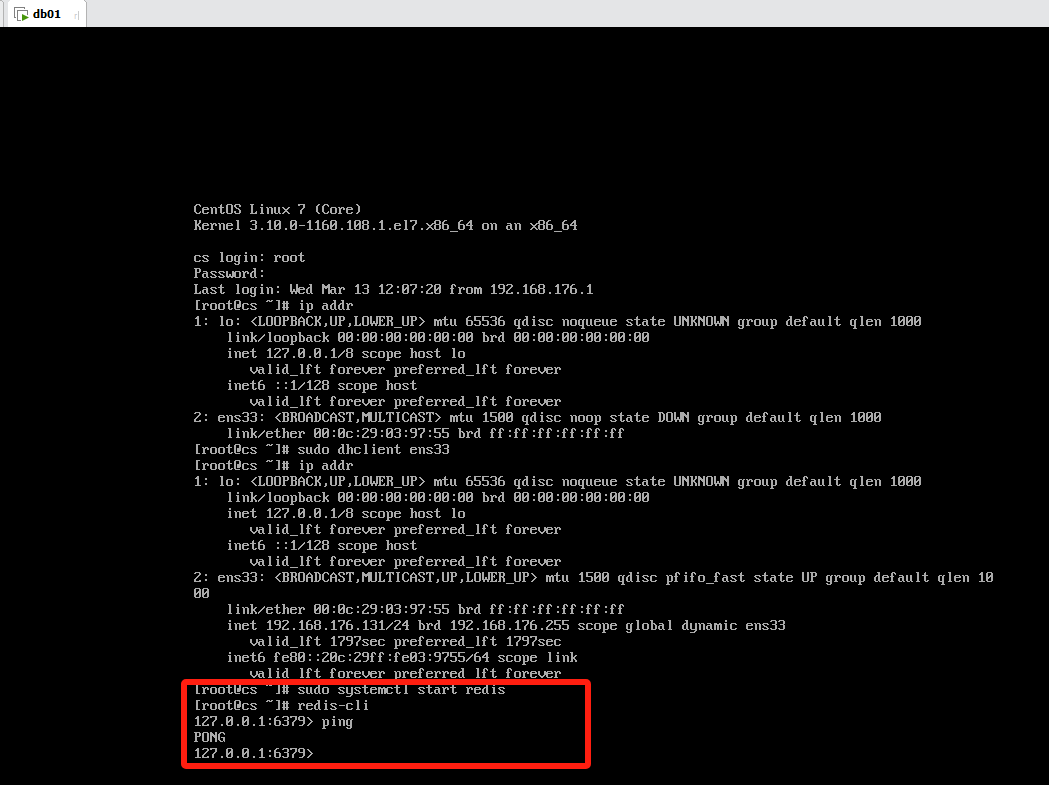 db01
CentOS Linux 7 (Core)
Kernel 3.10.0-1160.108.1.el7.x86_64 on an x86_64
cs login: root
Password:
Last login: Wed Mar 13 12:07:20 from 192.168.176.1
[root@cs ~]# ip addr
1: lo: <LOOPBACK,UP,LOWER_UP> mtu 65536 qdisc noqueue state UNKNOWN group default qlen 1000
link/loopback 00:00:00:00:00:00 brd 00:00:00:00:00:00
inet 127.0.0.1/8 scope host lo
valid_lft forever preferred_lft forever
inet6 ::1/128 scope host
valid_lft forever preferred_lft forever
2: ens33: <BROADCAST,MULTICAST> mtu 1500 qdisc noop state DOWN group default qlen 1000
link/ether 00:0c:29:03:97:55 brd ff:ff:ff:ff:ff:ff
[root@cs ~]# sudo dhclient ens33
[root@cs ~]# ip addr
1: lo: <LOOPBACK,UP,LOWER_UP> mtu 65536 qdisc noqueue state UNKNOWN group default qlen 1000
link/loopback 00:00:00:00:00:00 brd 00:00:00:00:00:00
inet 127.0.0.1/8 scope host lo
valid_lft forever preferred_lft forever
inet6 ::1/128 scope host
valid_lft forever preferred_lft forever
2: ens33: <BROADCAST,MULTICAST,UP,LOWER_UP> mtu 1500 qdisc pfifo_fast state UP group default qlen 10
00
link/ether 00:0c:29:03:97:55 brd ff:ff:ff:ff:ff:ff
inet 192.168.176.131/24 brd 192.168.176.255 scope global dynamic ens33
valid_lft 1797sec preferred_lft 1797sec
inet6 fe80::20c:29ff:fe03:9755/64 scope link
valid_lft forever preferred_lft forever
[root@cs ~]# sudo systemctl start redis
[root@cs ~]# redis-cli
127.0.0.1:6379> ping
PONG
127.0.0.1:6379>